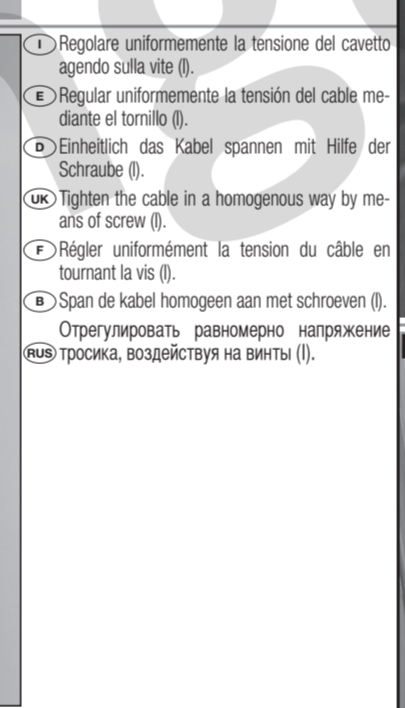 I Regolare uniformemente la tensione del cavetto
agendo sulla vite (I).
E Regular uniformemente la tensión del cable me-
diante el tornillo (I).
D Einheitlich das Kabel spannen mit Hilfe der
Schraube (I).
UK Tighten the cable in a homogenous way by me-
ans of screw (I).
F Régler uniformément la tension du câble en
tournant la vis (I).
B Span de kabel homogeen aan met schroeven (I).
Отрегулировать равномерно напряжение
RUS тросика, воздействуя на винты (I).